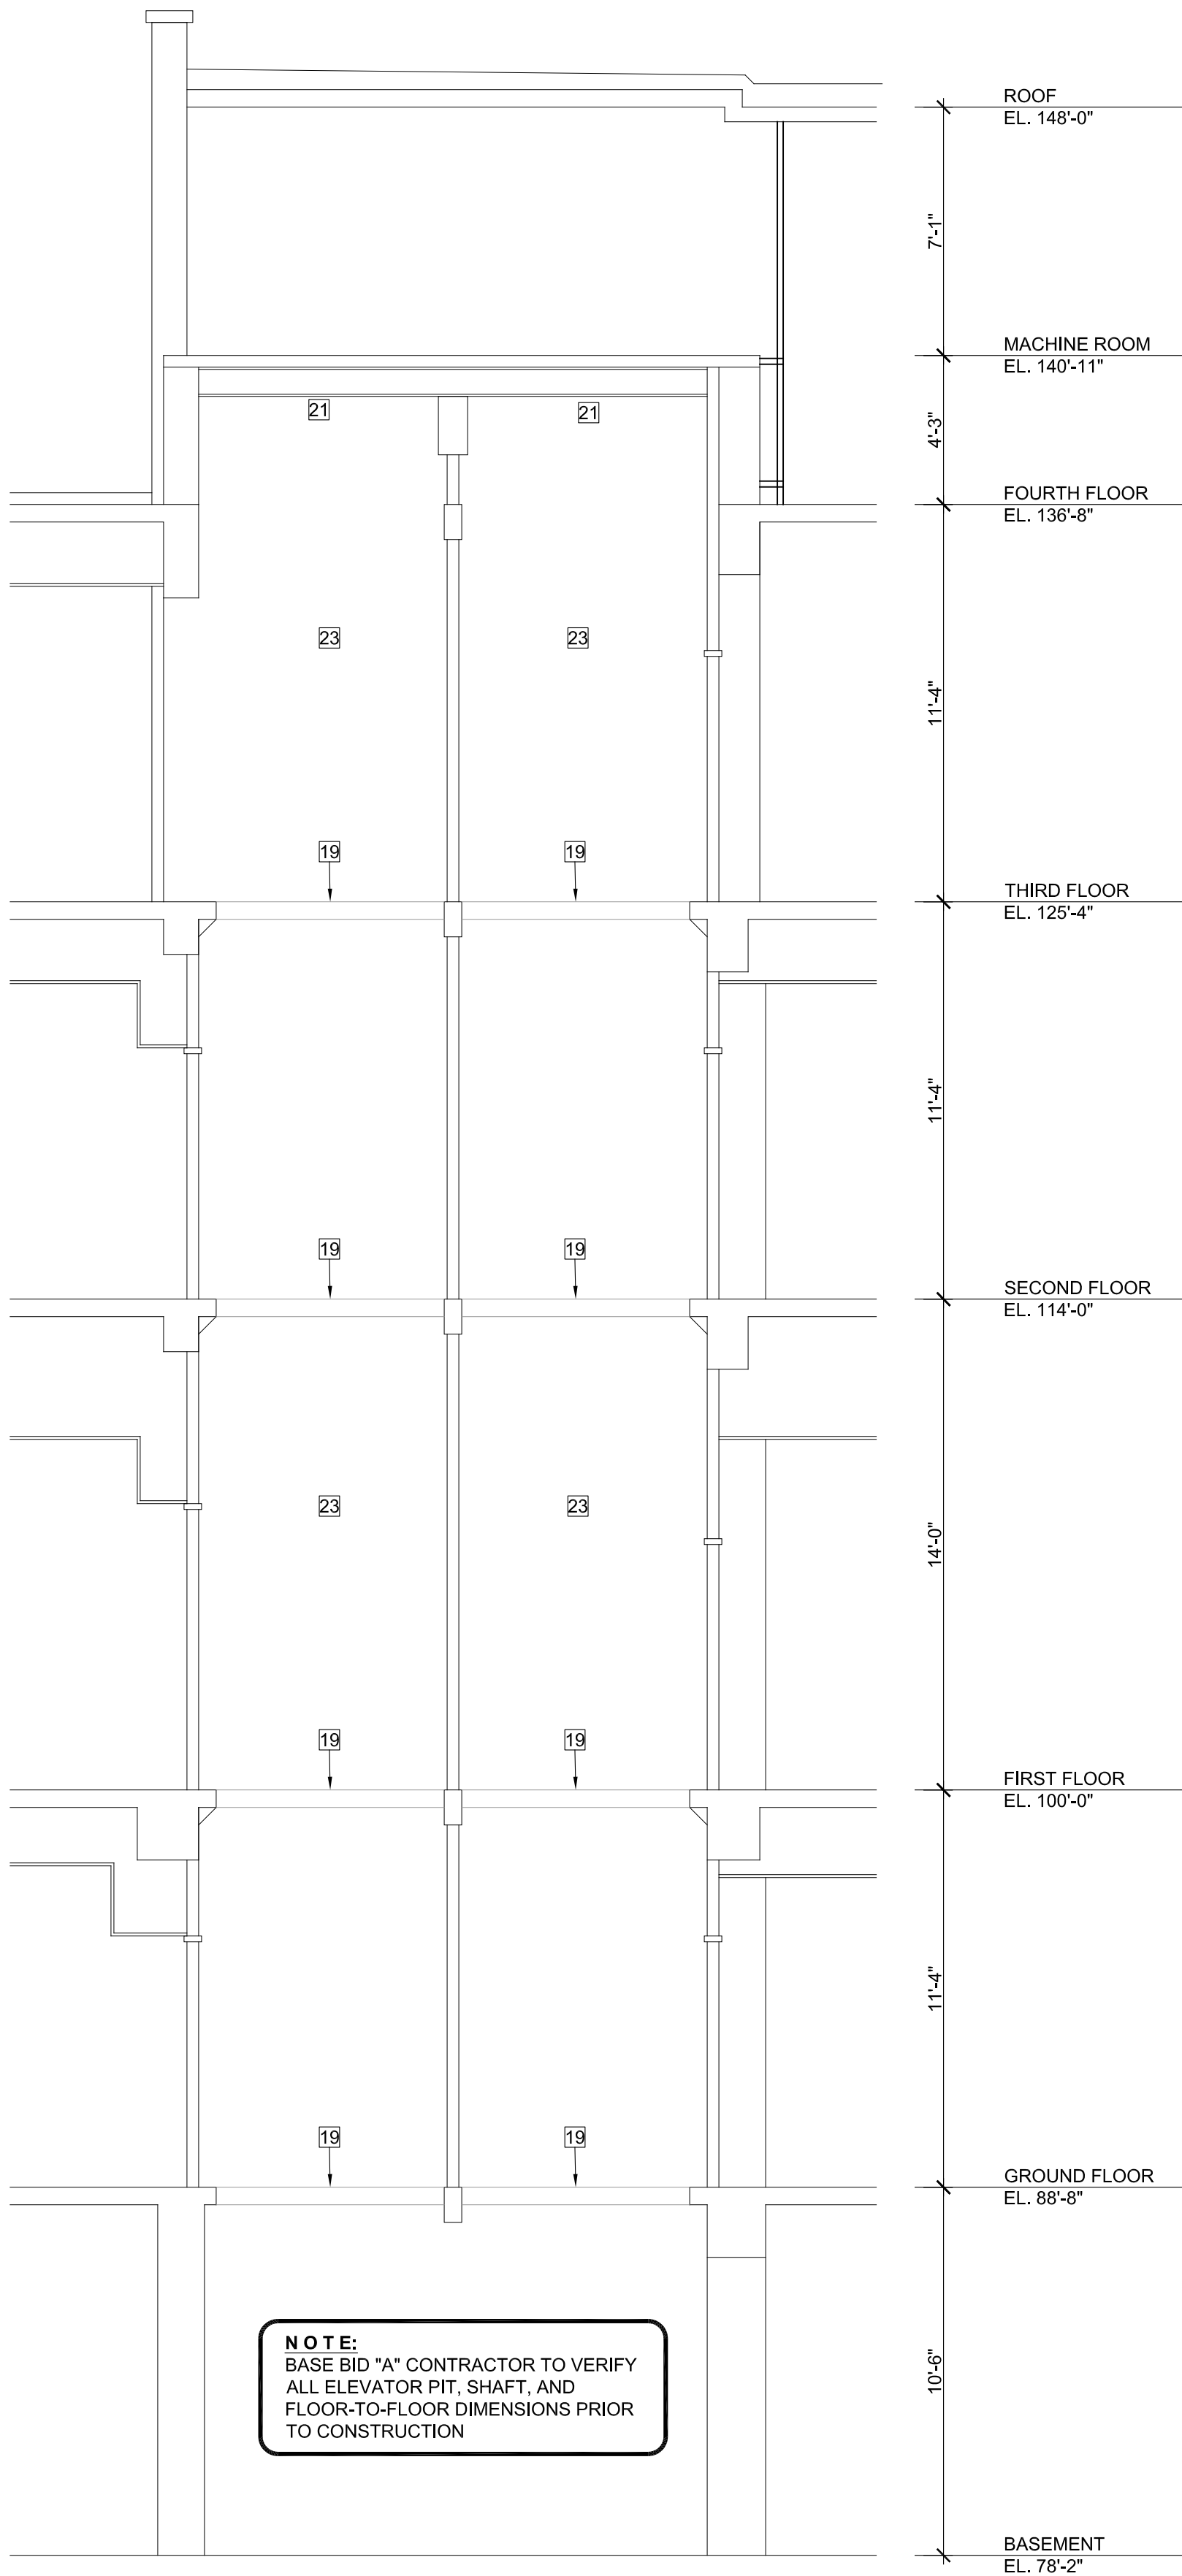 ROOF
EL. 148'-0"
7'-1"
MACHINE ROOM
EL. 140'-11"
21
21
4'-3"
FOURTH FLOOR
EL. 136'-8"
23
23
11'-4"
19
19
THIRD FLOOR
EL. 125'-4"
11'-4"
19
19
SECOND FLOOR
EL. 114'-0"
23
23
14'-0"
19
19
FIRST FLOOR
EL. 100'-0"
11'-4"
19
19
GROUND FLOOR
EL. 88'-8"
10'-6"
N O T E:
BASE BID "A" CONTRACTOR TO VERIFY
ALL ELEVATOR PIT, SHAFT, AND
FLOOR-TO-FLOOR DIMENSIONS PRIOR
TO CONSTRUCTION
BASEMENT
EL. 78'-2"